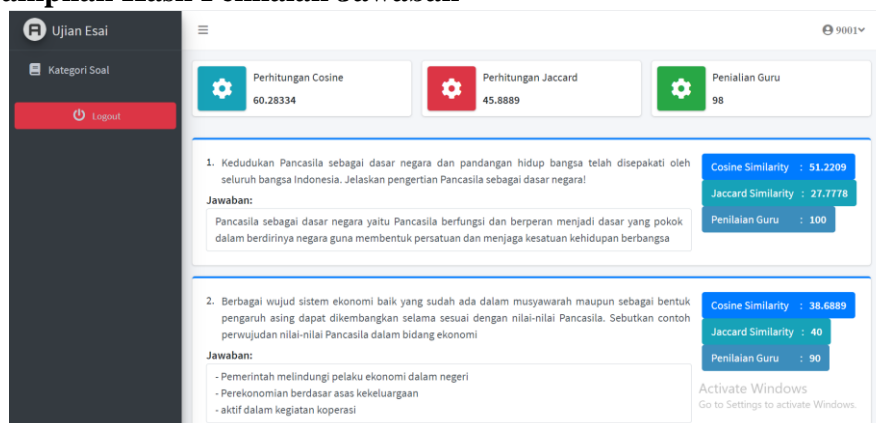 Ujian Esai
9001
Kategori Soal
Logout
Perhitungan Cosine
60.28334
Perhitungan Jaccard
45.8889
Penialian Guru
98
1. Kedudukan Pancasila sebagai dasar negara dan pandangan hidup bangsa telah disepakati oleh
seluruh bangsa Indonesia. Jelaskan pengertian Pancasila sebagai dasar negara!
Jawaban:
Pancasila sebagai dasar negara yaitu Pancasila berfungsi dan berperan menjadi dasar yang pokok
dalam berdirinya negara guna membentuk persatuan dan menjaga kesatuan kehidupan berbangsa
Cosine Similarity : 51.2209
Jaccard Similarity : 27.7778
Penilaian Guru : 100
2. Berbagai wujud sistem ekonomi baik yang sudah ada dalam musyawarah maupun sebagai bentuk
pengaruh asing dapat dikembangkan selama sesuai dengan nilai-nilai Pancasila. Sebutkan contoh
perwujudan nilai-nilai Pancasila dalam bidang ekonomi
Jawaban:
- Pemerintah melindungi pelaku ekonomi dalam negeri
- Perekonomian berdasar asas kekeluargaan
- aktif dalam kegiatan koperasi
Cosine Similarity : 38.6889
Jaccard Similarity : 40
Penilaian Guru : 90
Activate Windows
Go to Settings to activate Windows.